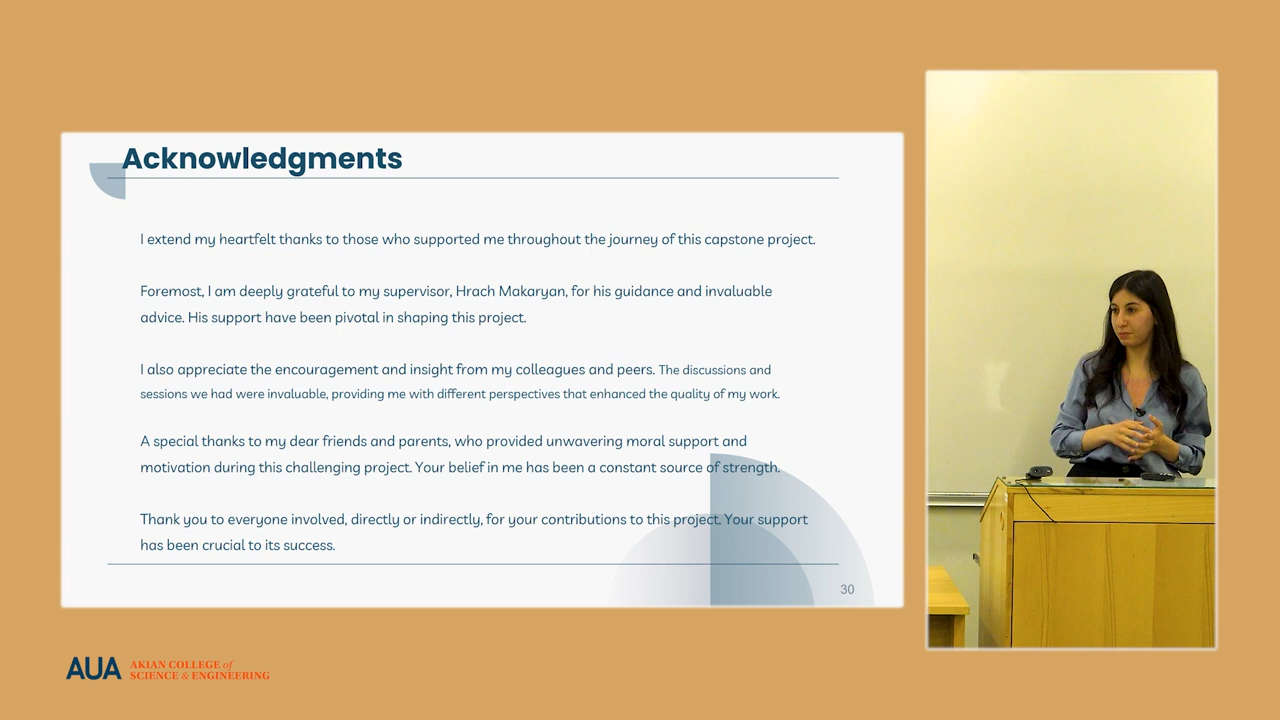 Acknowledgments
I extend my heartfelt thanks to those who supported me throughout the journey of this capstone project.
Foremost, I am deeply grateful to my supervisor, Hrach Makaryan, for his guidance and invaluable
advice. His support have been pivotal in shaping this project.
I also appreciate the encouragement and insight from my colleagues and peers. The discussions and
sessions we had were invaluable, providing me with different perspectives that enhanced the quality of my work.
A special thanks to my dear friends and parents, who provided unwavering moral support and
motivation during this challenging project. Your belief in me has been a constant source of strength.
Thank you to everyone involved, directly or indirectly, for your contributions to this project. Your support
has been crucial to its success.
30
AUA AKIAN COLLEGE of
SCIENCE & ENGINEERING